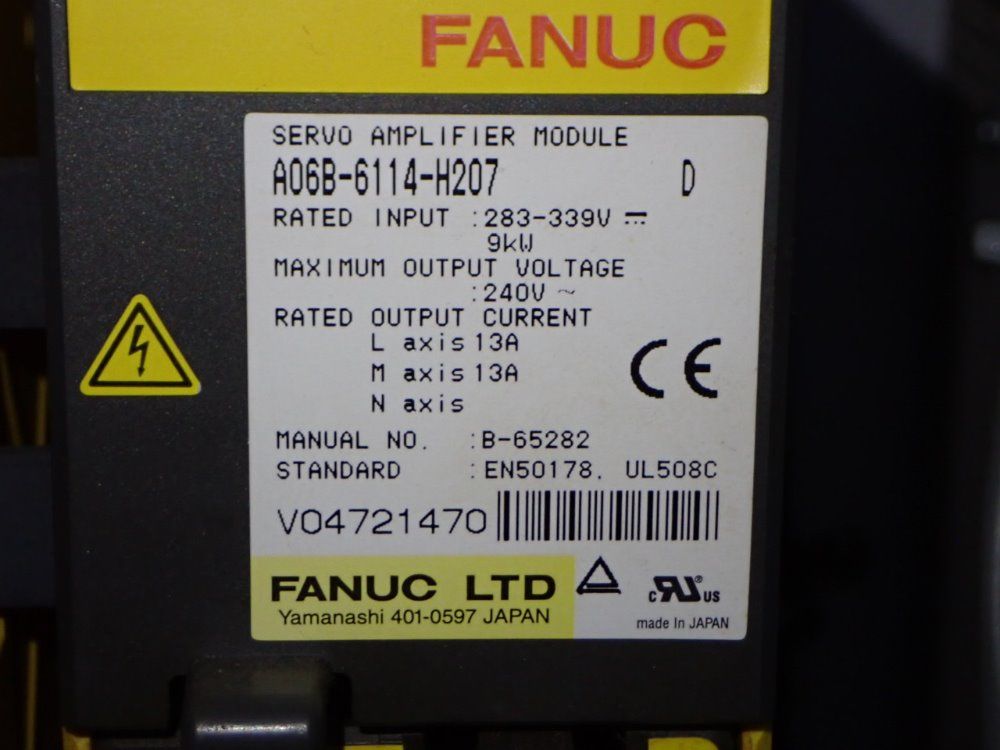 FANUC
SERVO AMPLIFIER MODULE
A06B-6114-H207 D
RATED INPUT :283-339V ⎓
9kW
MAXIMUM OUTPUT VOLTAGE
:240V ~
RATED OUTPUT CURRENT
L axis 13A
M axis 13A
N axis
CE
MANUAL NO. :B-65282
STANDARD :EN50178, UL508C
V04721470
FANUC LTD
Yamanashi 401-0597 JAPAN
c RU ® US
made In JAPAN